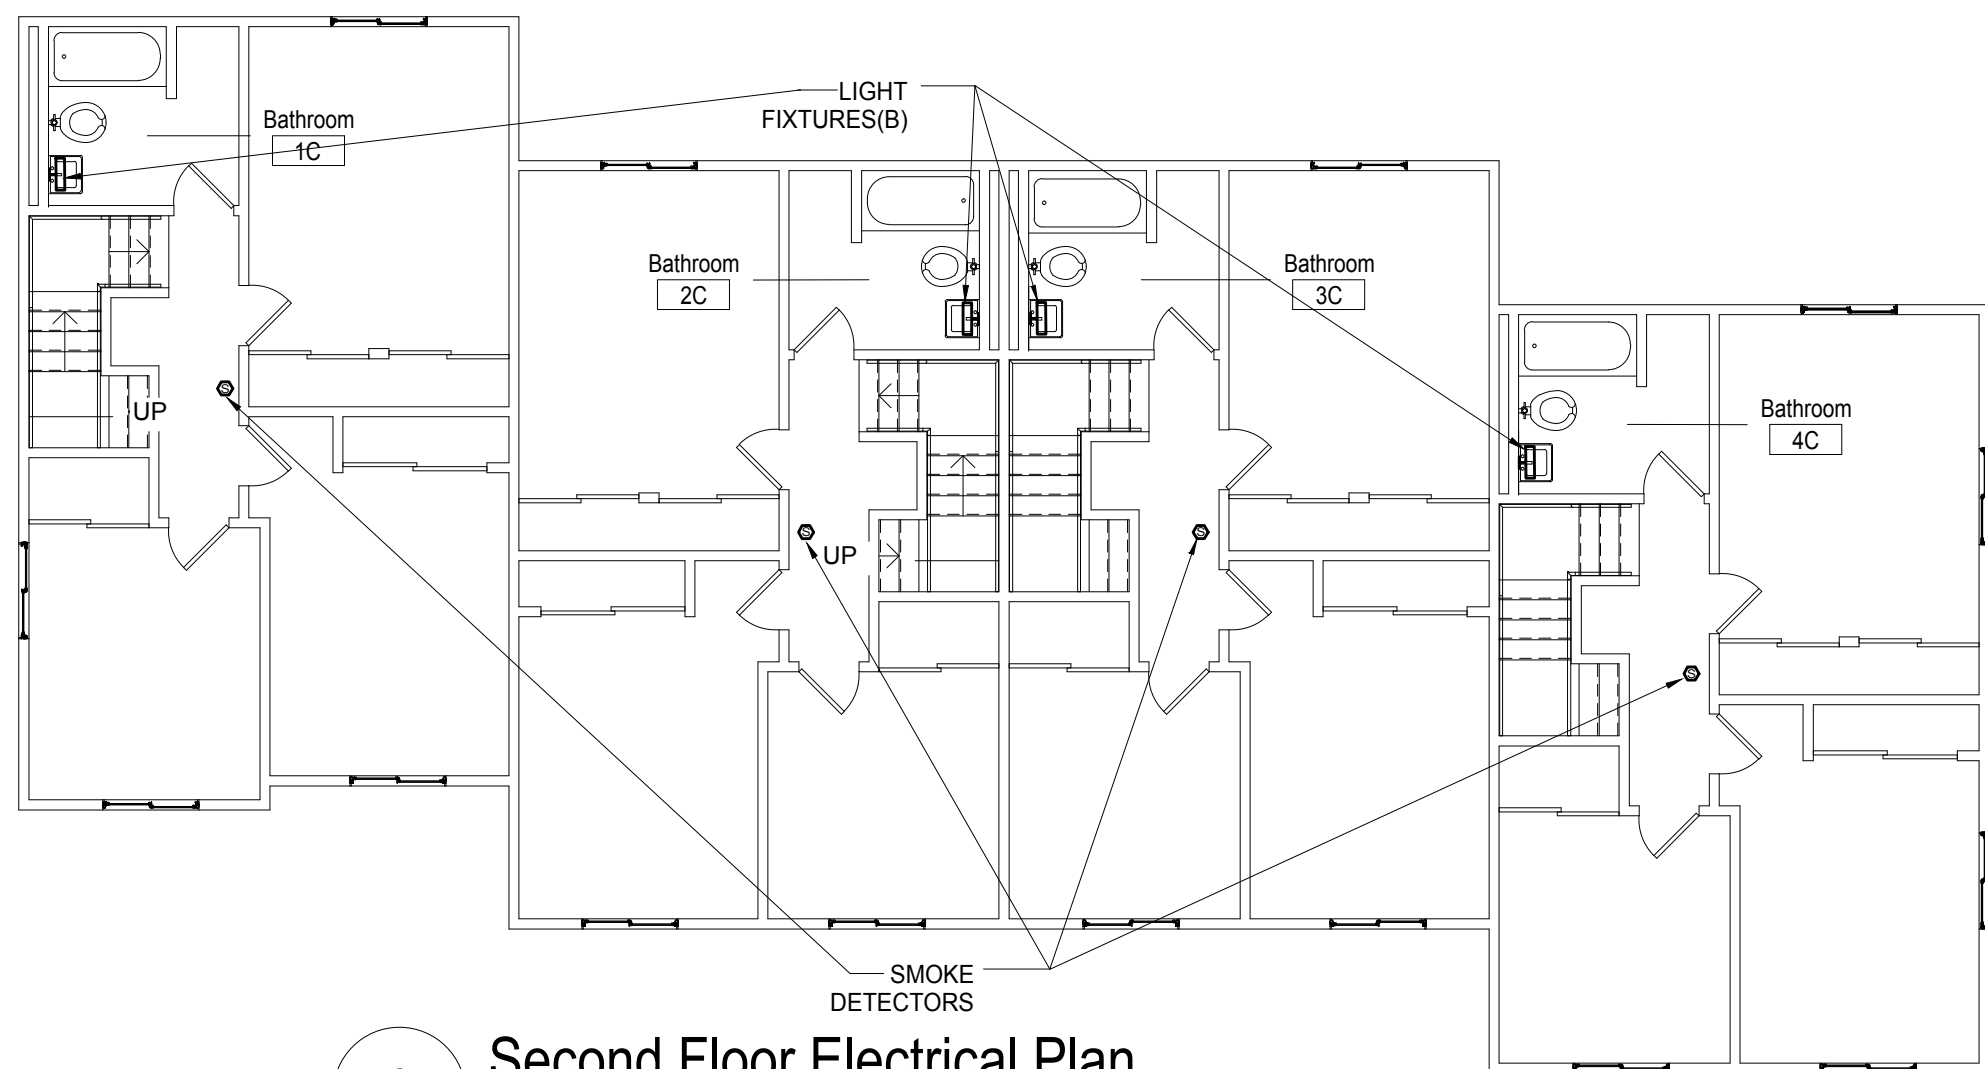 LIGHT
FIXTURES(B)
Bathroom
1C
Bathroom
2C
Bathroom
3C
Bathroom
4C
S
UP
S
UP
S
S
SMOKE
DETECTORS
Second Floor Electrical Plan